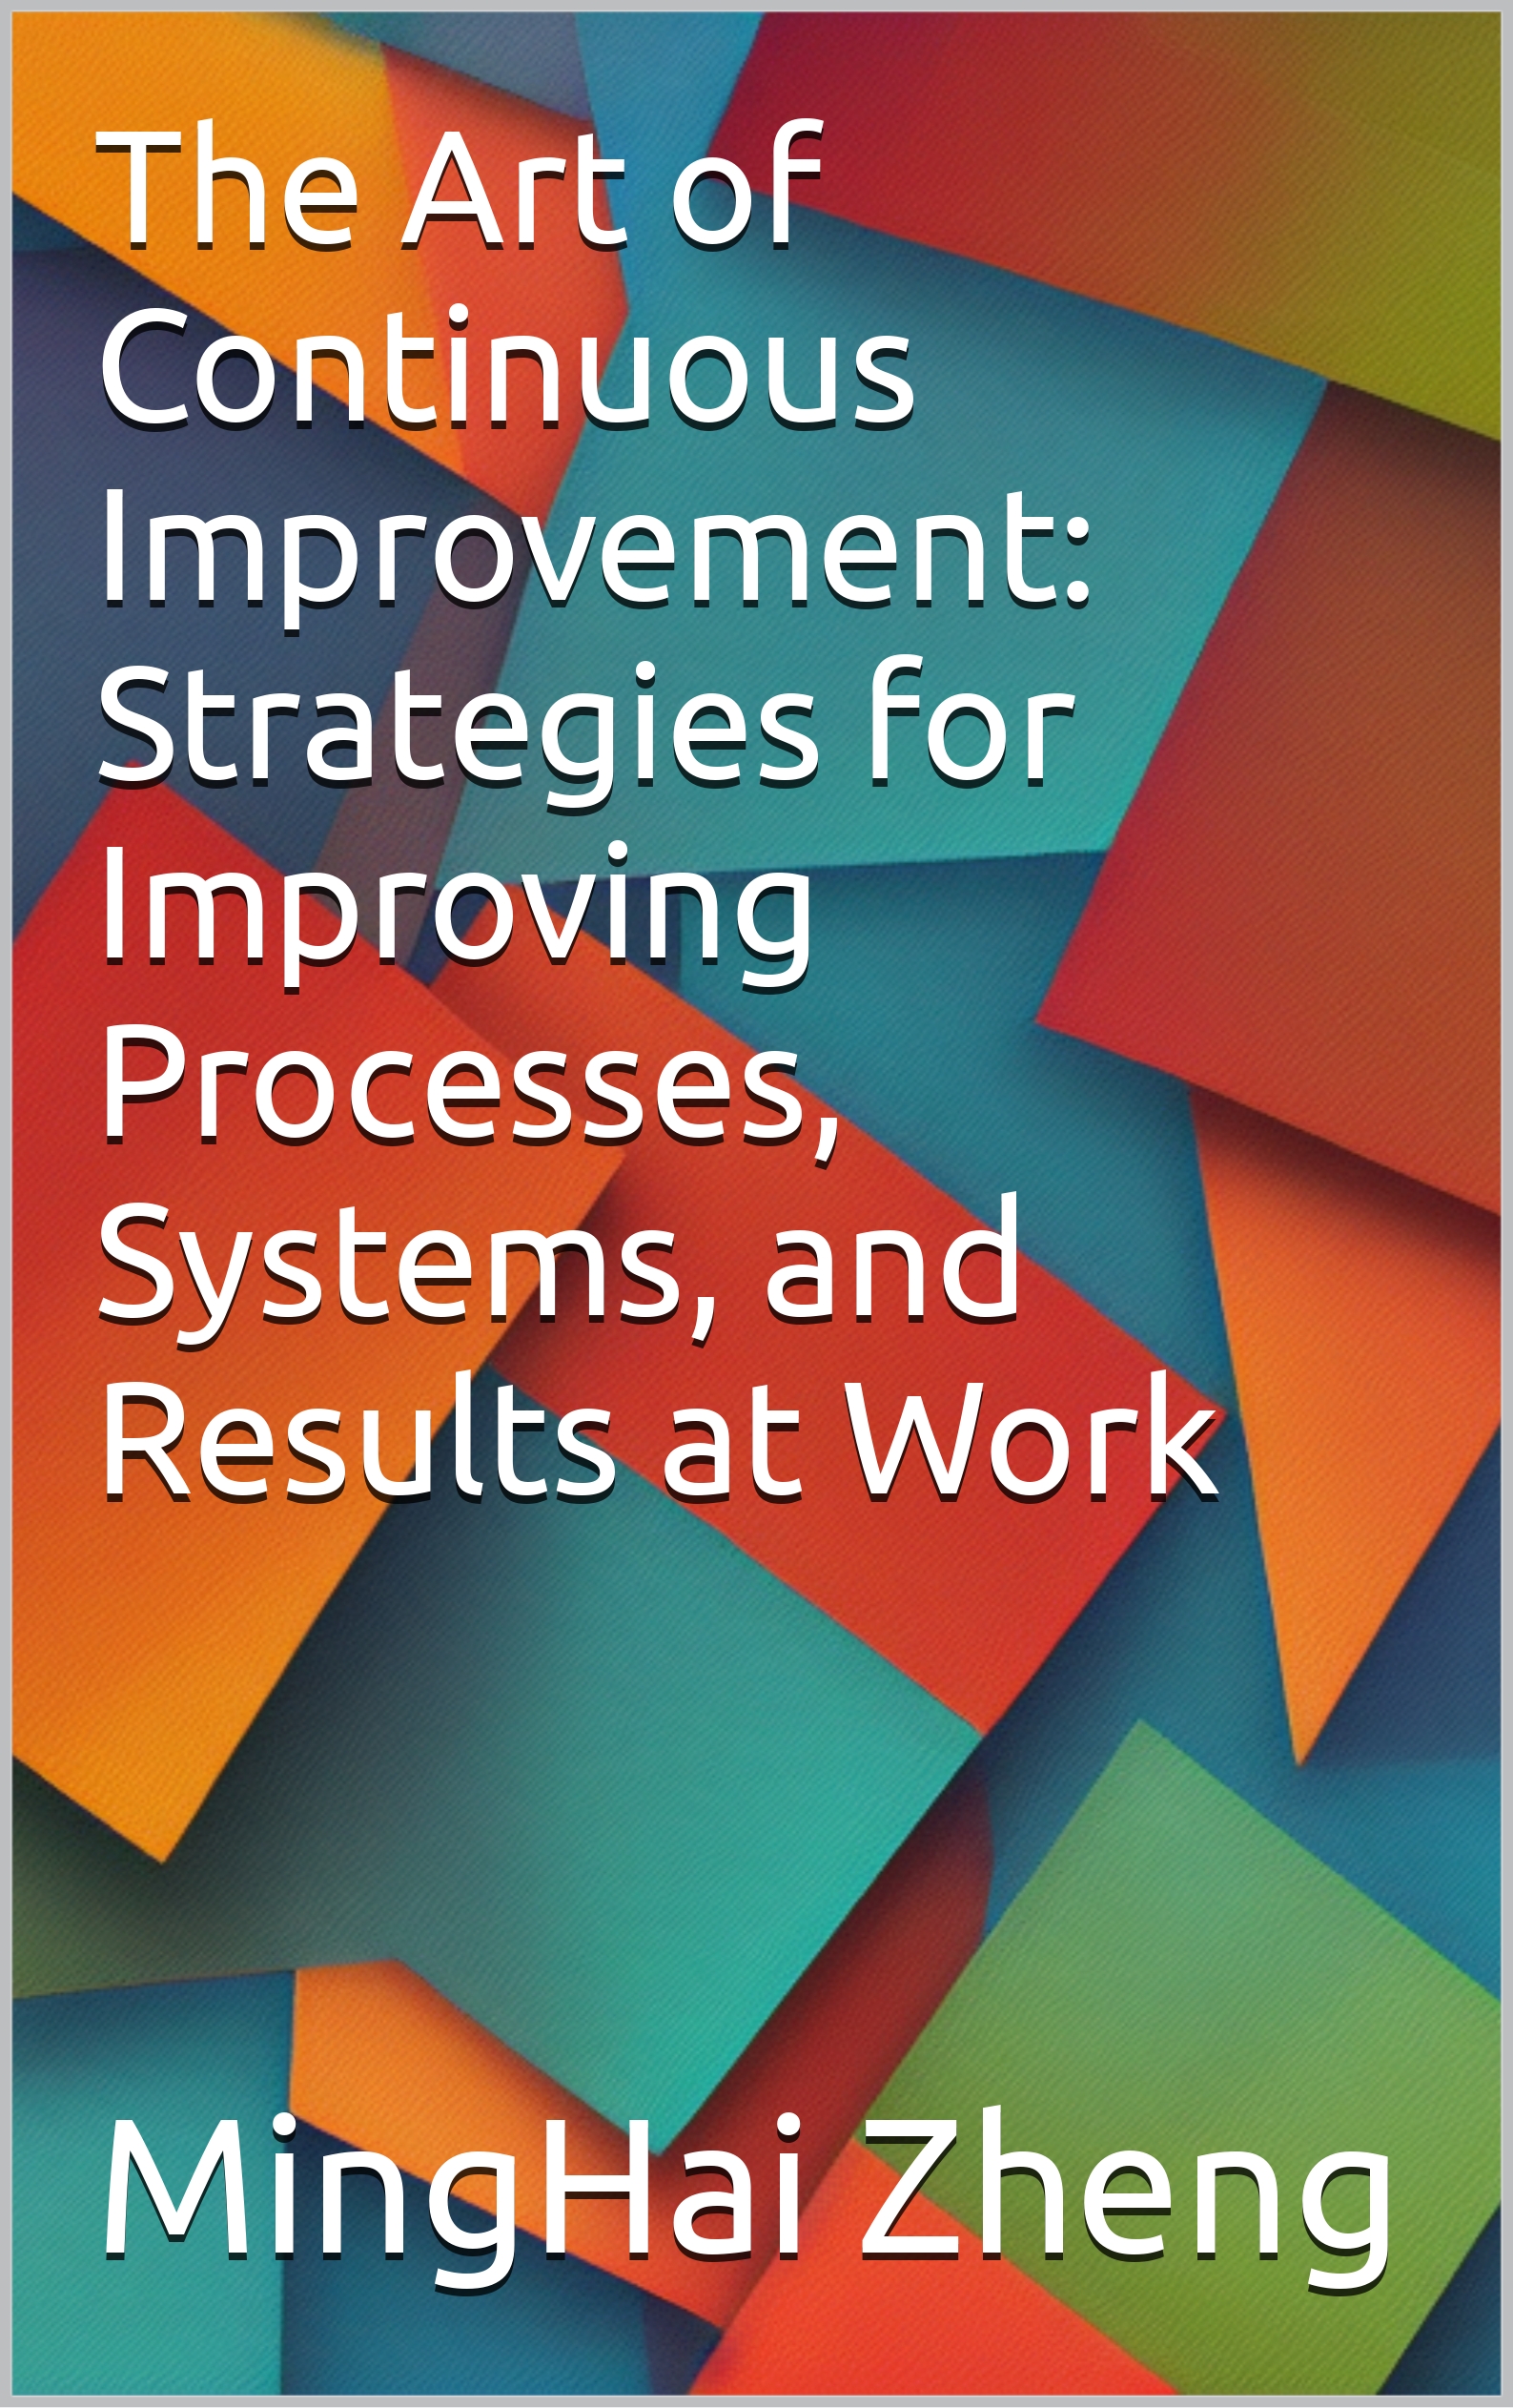 The Art of
Continuous
Improvement:
Strategies for
Improving
Processes,
Systems, and
Results at Work
MingHai Zheng